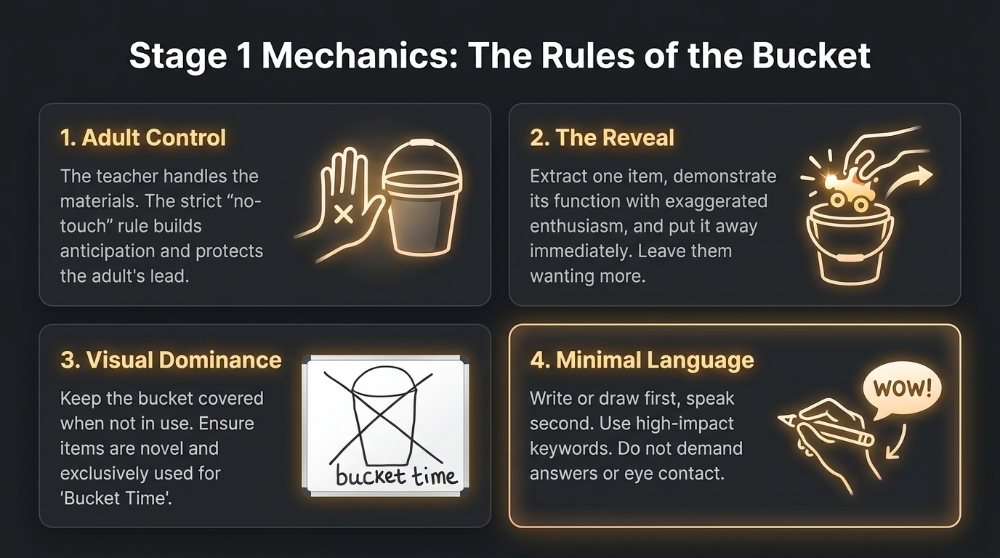 Stage 1 Mechanics: The Rules of the Bucket
1. Adult Control
The teacher handles the
materials. The strict “no-
touch” rule builds
anticipation and protects
the adult's lead.
2. The Reveal
Extract one item, demonstrate
its function with exaggerated
enthusiasm, and put it away
immediately. Leave them
wanting more.
3. Visual Dominance
Keep the bucket covered
when not in use. Ensure
items are novel and
exclusively used for
'Bucket Time'.
bucket time
4. Minimal Language
Write or draw first, speak
second. Use high-impact
keywords. Do not demand
answers or eye contact.
WOW!